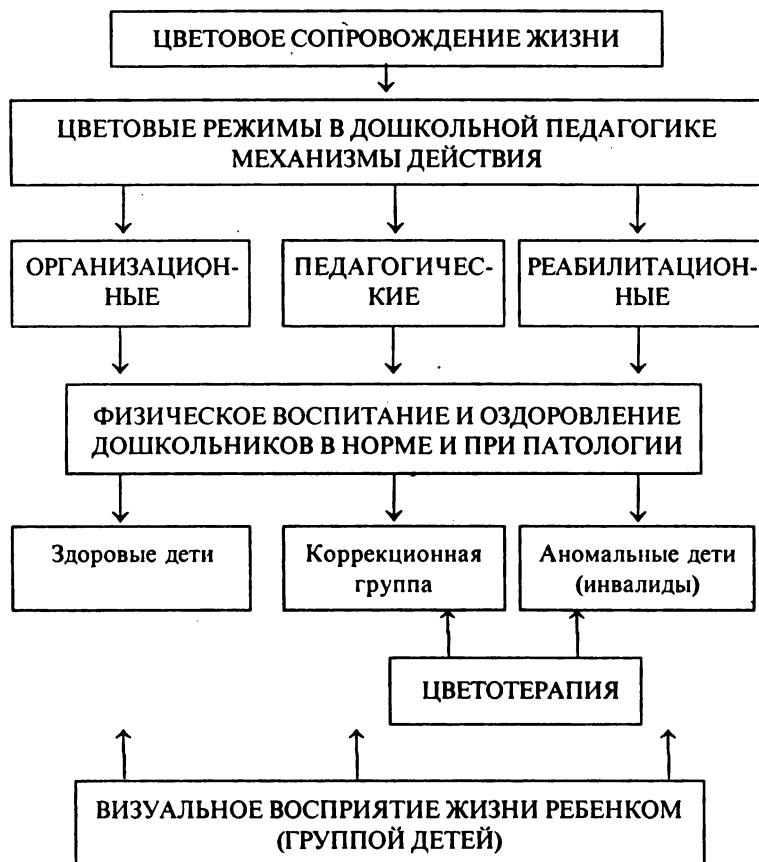 ЦВЕТОВОЕ СОПРОВОЖДЕНИЕ ЖИЗНИ
ЦВЕТОВЫЕ РЕЖИМЫ В ДОШКОЛЬНОЙ ПЕДАГОГИКЕ
МЕХАНИЗМЫ ДЕЙСТВИЯ
ОРГАНИЗАЦИОН-
НЫЕ
ПЕДАГОГИЧЕС-
КИЕ
РЕАБИЛИТАЦИОН-
НЫЕ
ФИЗИЧЕСКОЕ ВОСПИТАНИЕ И ОЗДОРОВЛЕНИЕ
ДОШКОЛЬНИКОВ В НОРМЕ И ПРИ ПАТОЛОГИИ
Здоровые дети
Коррекционная
группа
Аномальные дети
(инвалиды)
ЦВЕТОТЕРАПИЯ
ВИЗУАЛЬНОЕ ВОСПРИЯТИЕ ЖИЗНИ РЕБЕНКОМ
(ГРУППОЙ ДЕТЕЙ)